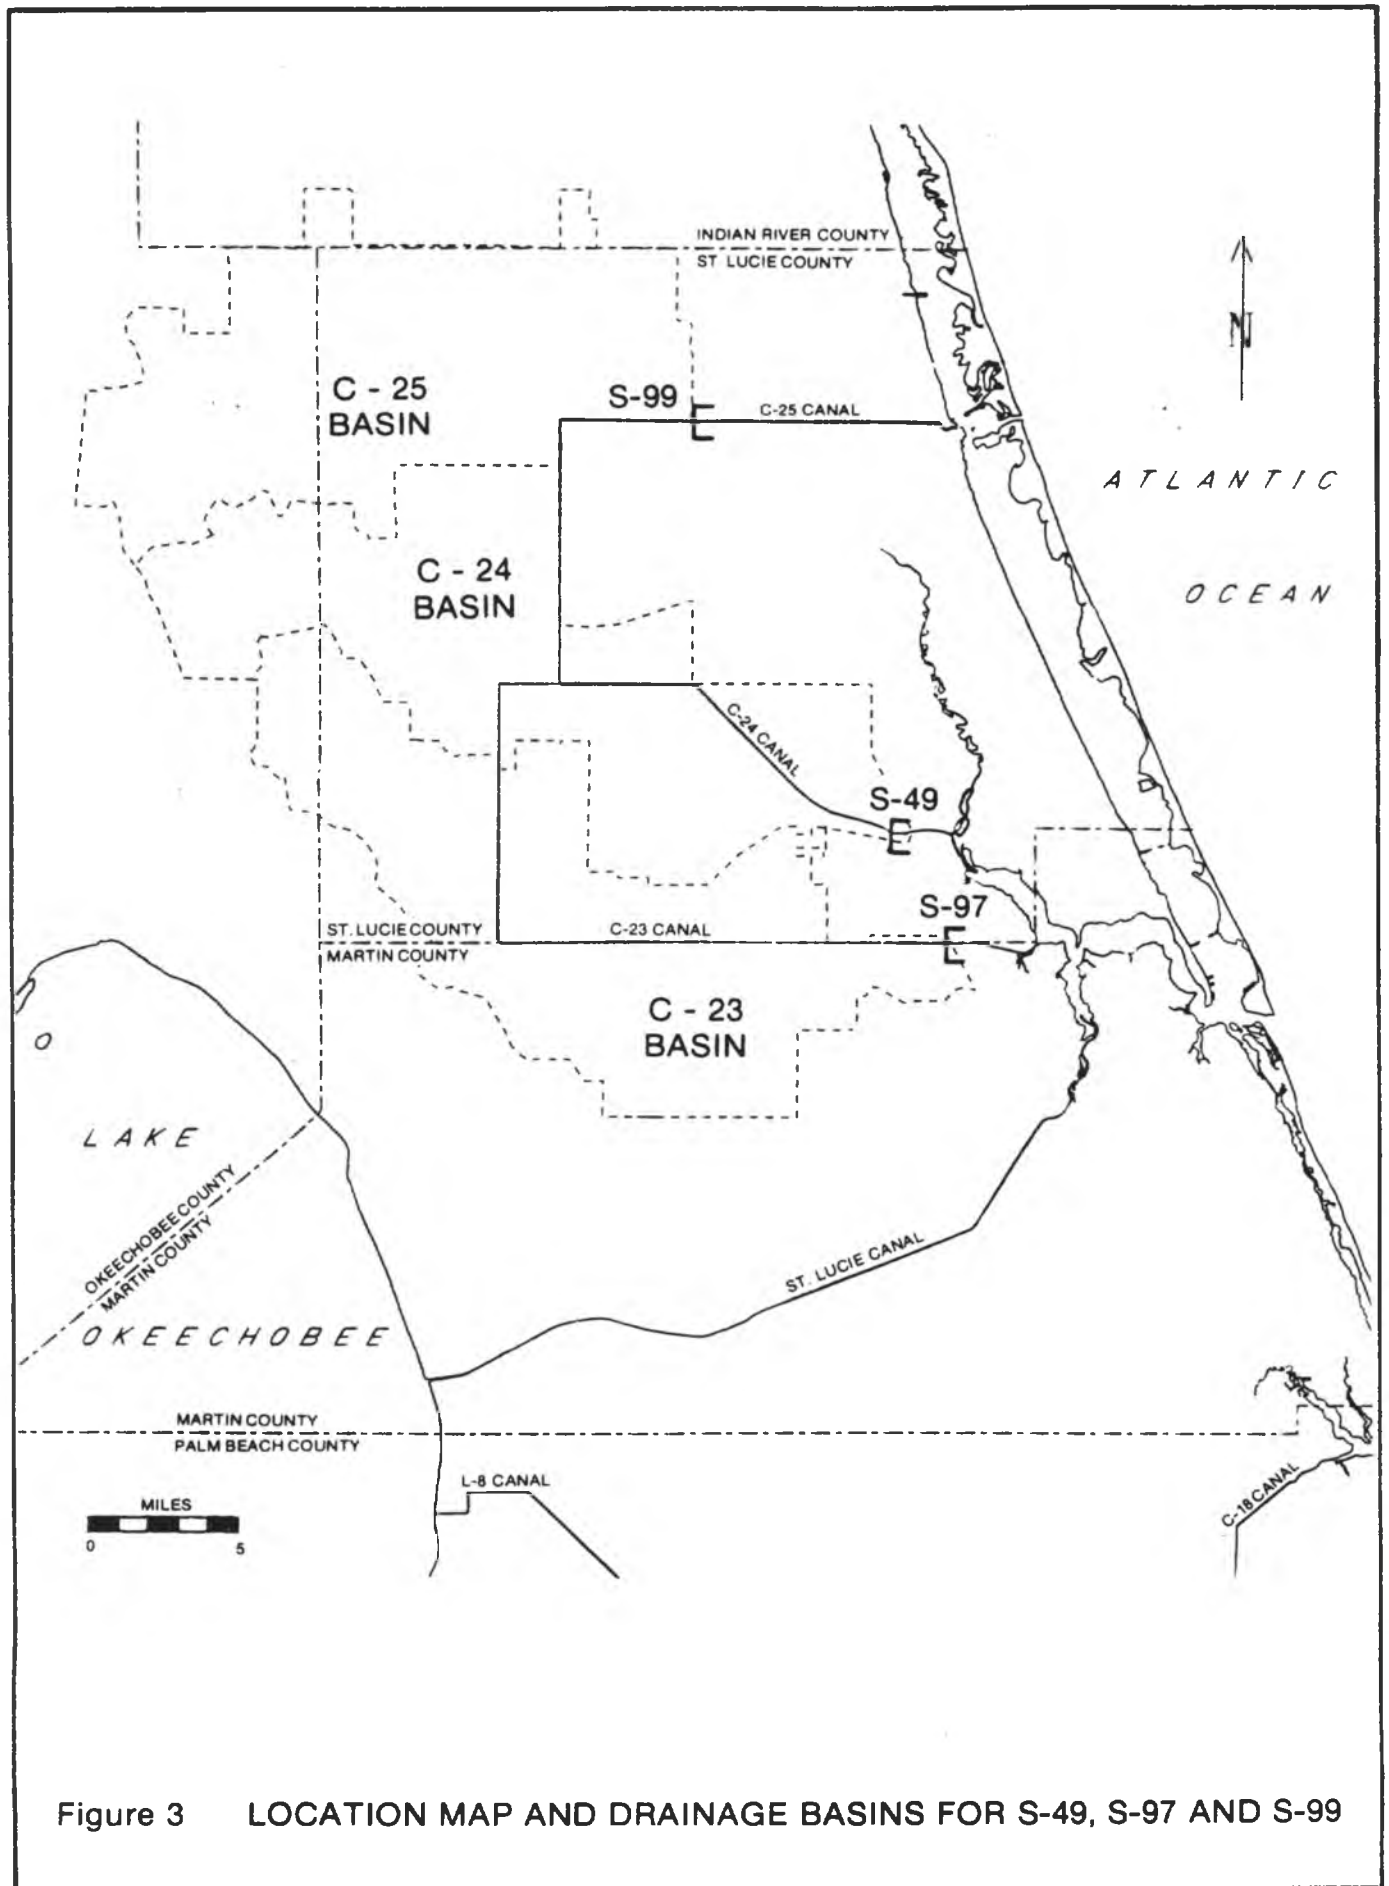 INDIAN RIVER COUNTY
ST. LUCIE COUNTY
N
C - 25
BASIN
S-99
C-25 CANAL
ATLANTIC
OCEAN
C - 24
BASIN
C-24 CANAL
S-49
S-97
ST. LUCIE COUNTY
MARTIN COUNTY
C-23 CANAL
C - 23
BASIN
LAKE
OKEECHOBEE COUNTY
MARTIN COUNTY
ST. LUCIE CANAL
OKEECHOBEE
MARTIN COUNTY
PALM BEACH COUNTY
L-8 CANAL
C-18 CANAL
MILES
0 5
Figure 3 LOCATION MAP AND DRAINAGE BASINS FOR S-49, S-97 AND S-99